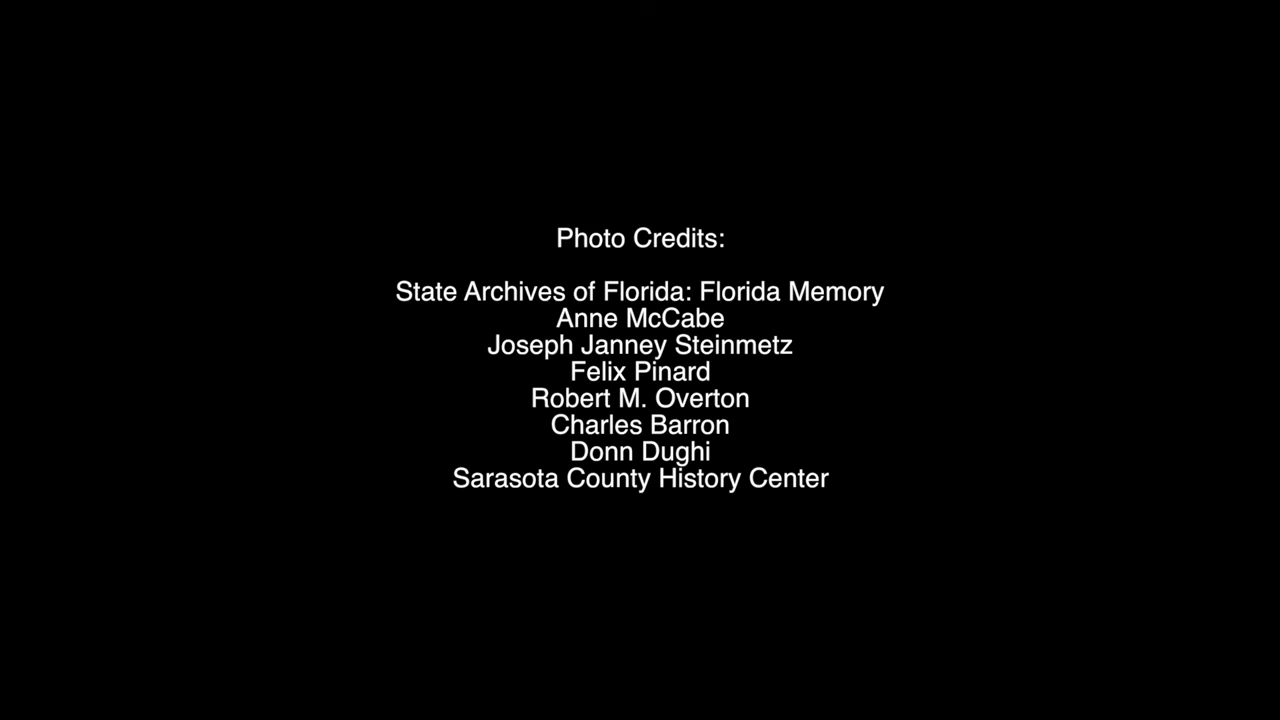 Photo Credits:
State Archives of Florida: Florida Memory
Anne McCabe
Joseph Janney Steinmetz
Felix Pinard
Robert M. Overton
Charles Barron
Donn Dughi
Sarasota County History Center